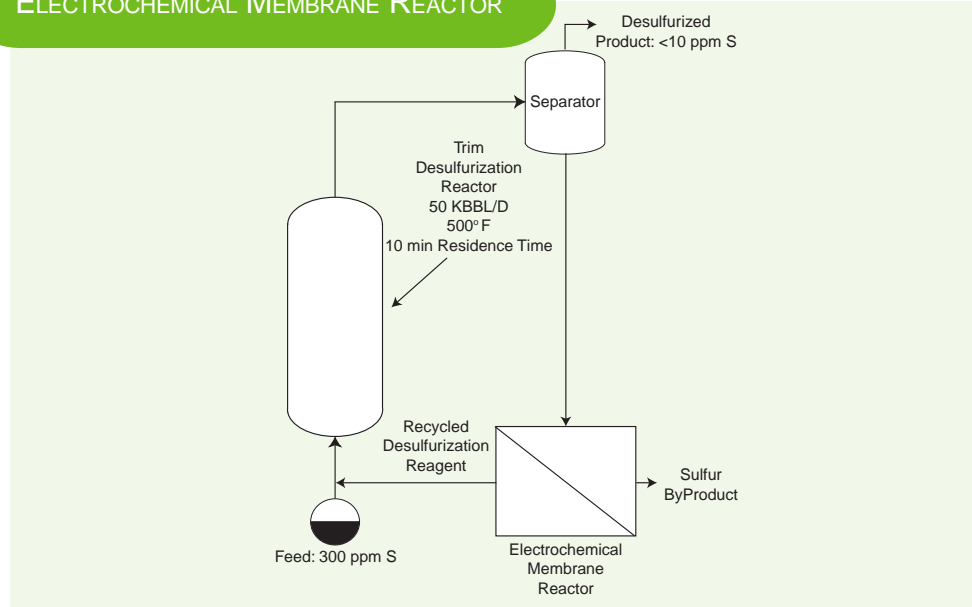 ELECTROCHEMICAL MEMBRANE REACTOR
Desulfurized
Product: <10 ppm S
Separator
Trim
Desulfurization
Reactor
50 KBBL/D
500° F
10 min Residence Time
Recycled
Desulfurization
Reagent
Sulfur
ByProduct
Feed: 300 ppm S
Electrochemical
Membrane
Reactor